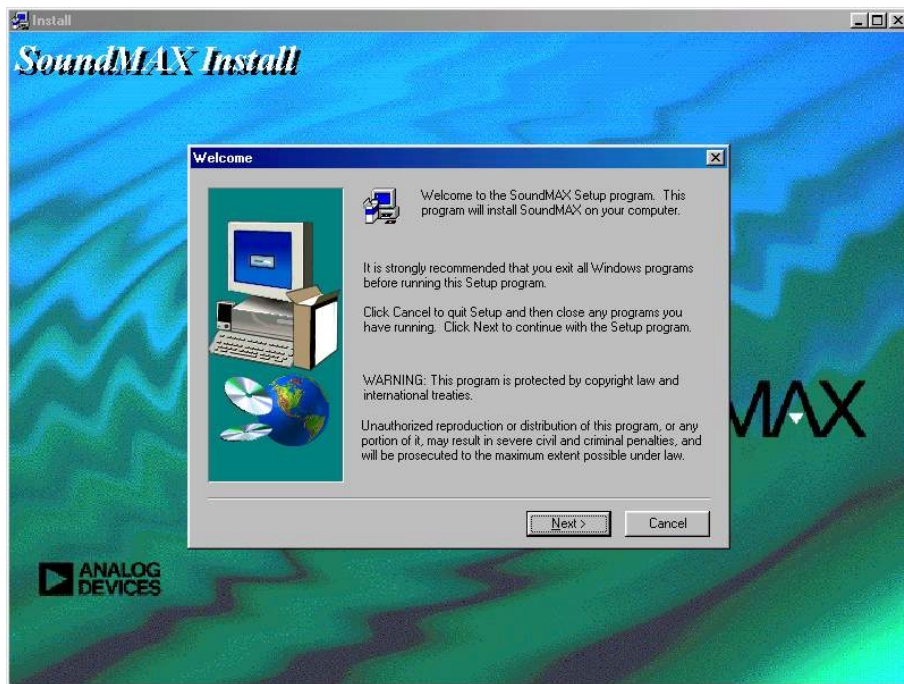 Install
SoundMAX Install
Welcome
Welcome to the SoundMAX Setup program. This
program will install SoundMAX on your computer.
It is strongly recommended that you exit all Windows programs
before running this Setup program.
Click Cancel to quit Setup and then close any programs you
have running. Click Next to continue with the Setup program.
WARNING: This program is protected by copyright law and
international treaties.
Unauthorized reproduction or distribution of this program, or any
portion of it, may result in severe civil and criminal penalties, and
will be prosecuted to the maximum extent possible under law.
MAX
Next >
Cancel
ANALOG
DEVICES